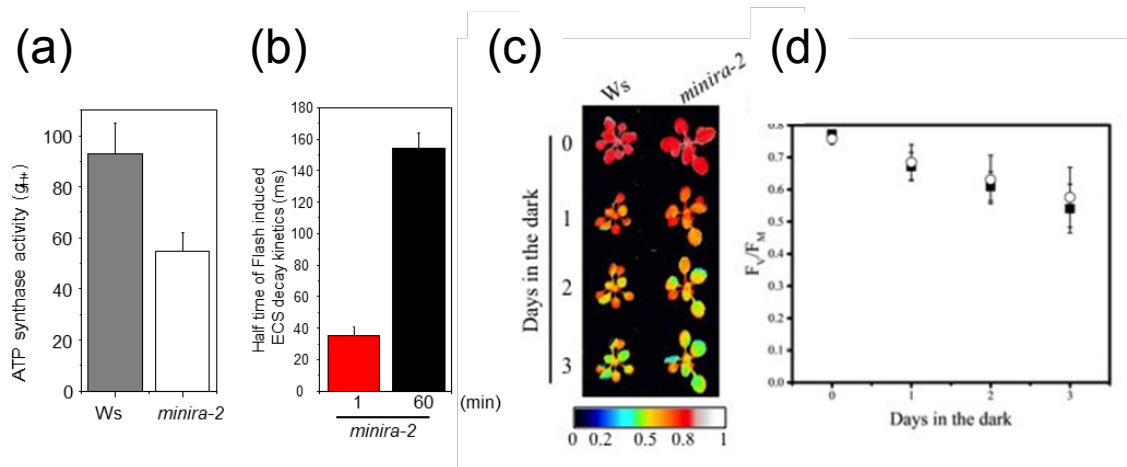 (a)
(b)
(c)
(d)
ATP synthase activity (gH+)
100
80
60
40
20
0
Ws
minira-2
Half time of Flash induced
ECS decay kinetics (ms)
180
160
140
120
100
80
60
40
20
0
1
60
(min)
minira-2
Ws
minira-2
Days in the dark
0
1
2
3
0 0.2 0.5 0.8 1
FV/FM
0.8
0.7
0.6
0.5
0.4
0.3
0.2
0.1
0.0
0
1
2
3
Days in the dark